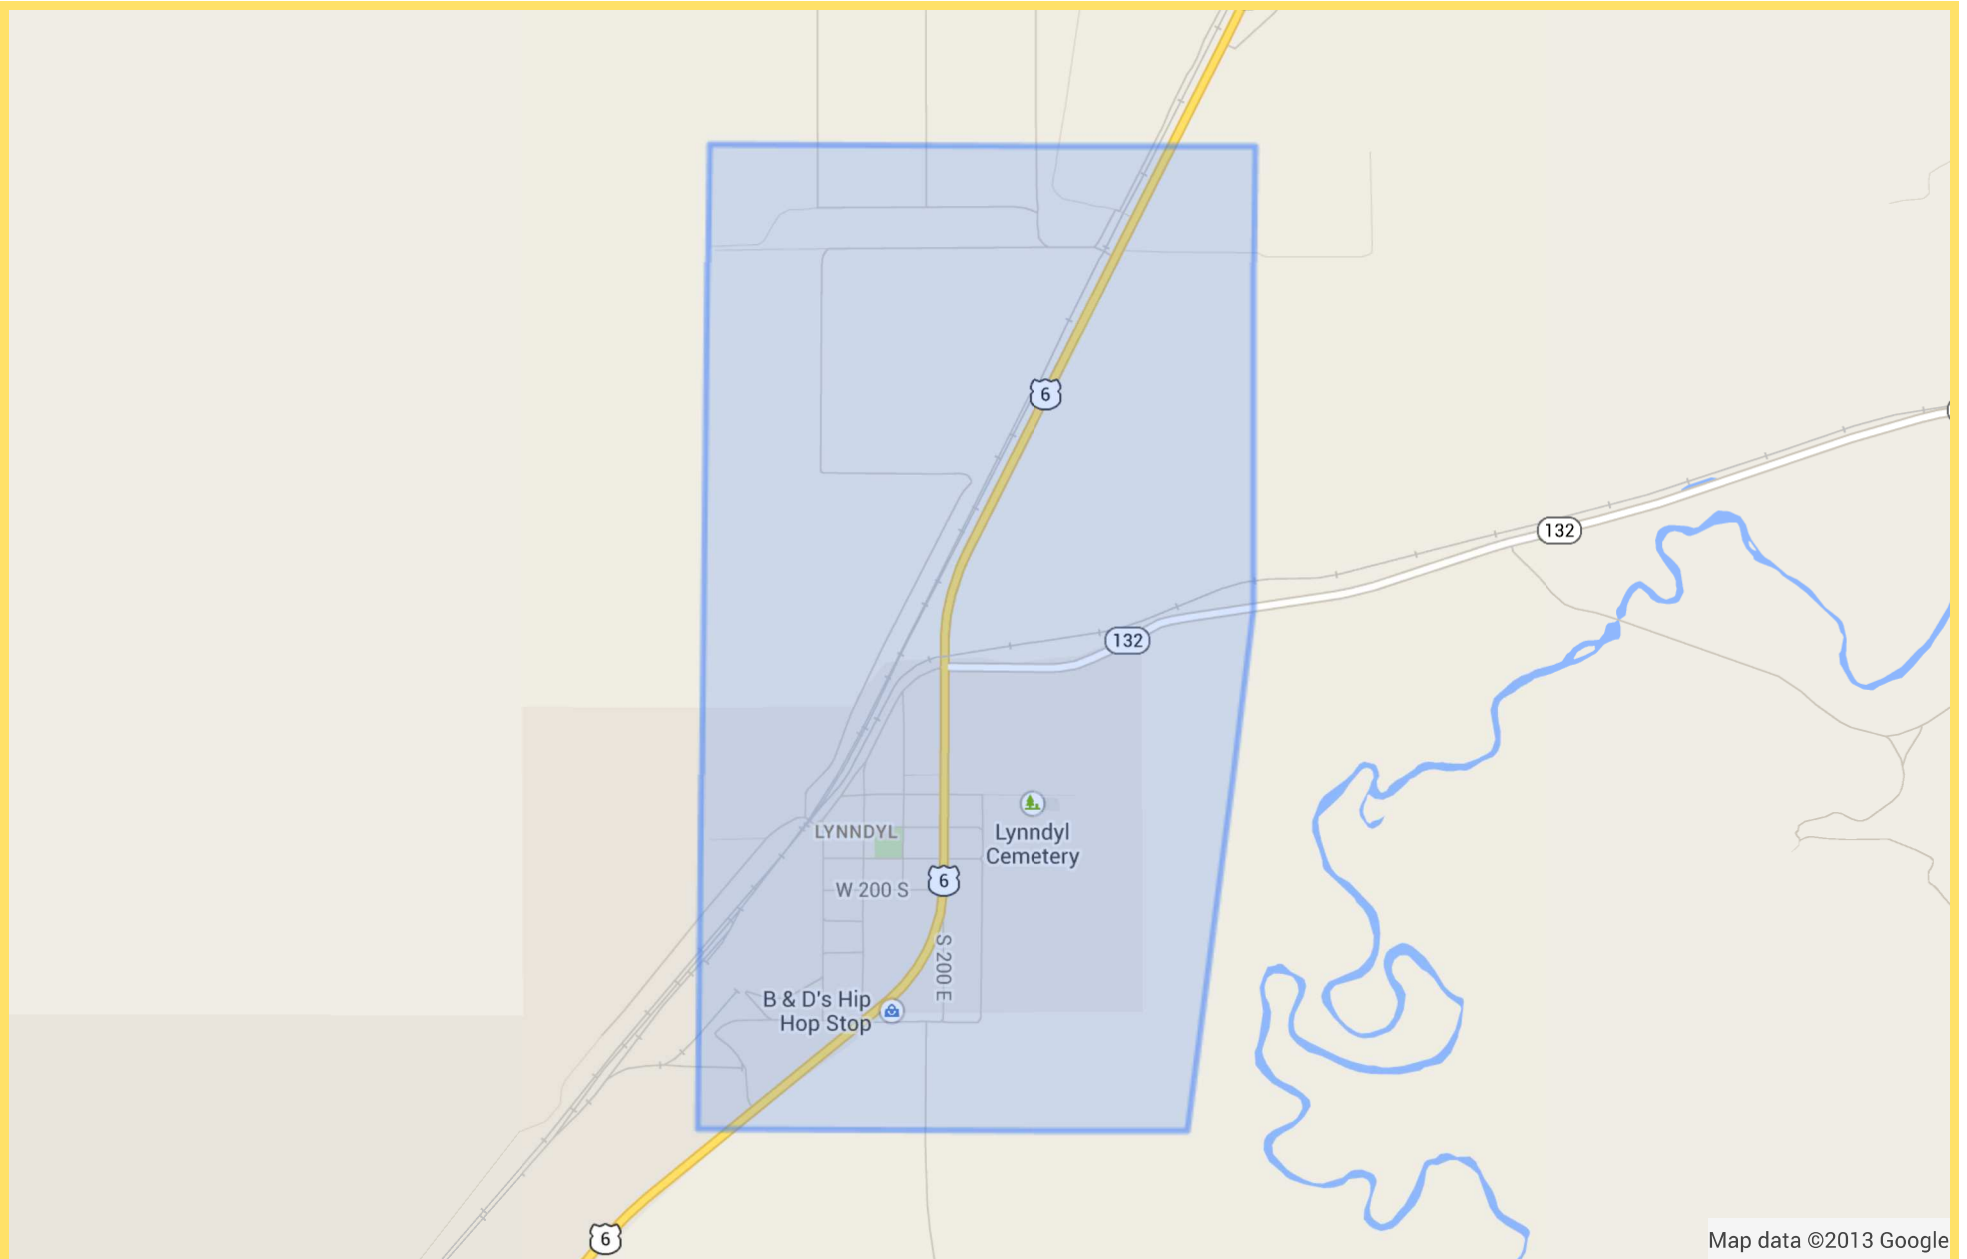 6
132
132
LYNNDYL
Lynndyl
Cemetery
6
W 200 S
S 200 E
B & D's Hip
Hop Stop
6
Map data ©2013 Google